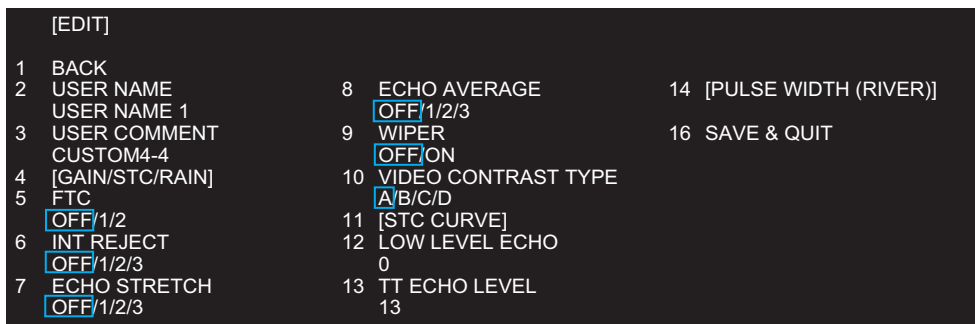 [EDIT]
1 BACK
2 USER NAME
USER NAME 1
3 USER COMMENT
CUSTOM4-4
4 [GAIN/STC/RAIN]
5 FTC
OFF/1/2
6 INT REJECT
OFF/1/2/3
7 ECHO STRETCH
OFF/1/2/3
8 ECHO AVERAGE
OFF/1/2/3
9 WIPER
OFF/ON
10 VIDEO CONTRAST TYPE
A/B/C/D
11 [STC CURVE]
12 LOW LEVEL ECHO
0
13 TT ECHO LEVEL
13
14 [PULSE WIDTH (RIVER)]
16 SAVE & QUIT